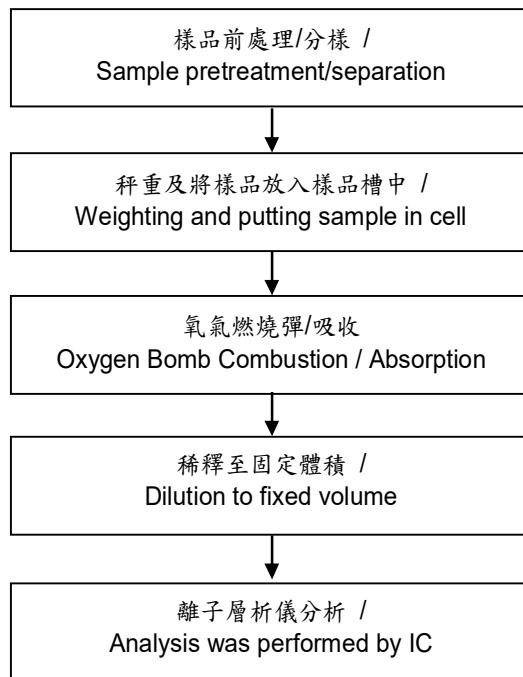 樣品前處理/分樣 /
Sample pretreatment/separation
秤重及將樣品放入樣品槽中 /
Weighting and putting sample in cell
氧氣燃燒彈/吸收
Oxygen Bomb Combustion / Absorption
稀釋至固定體積 /
Dilution to fixed volume
離子層析儀分析 /
Analysis was performed by IC